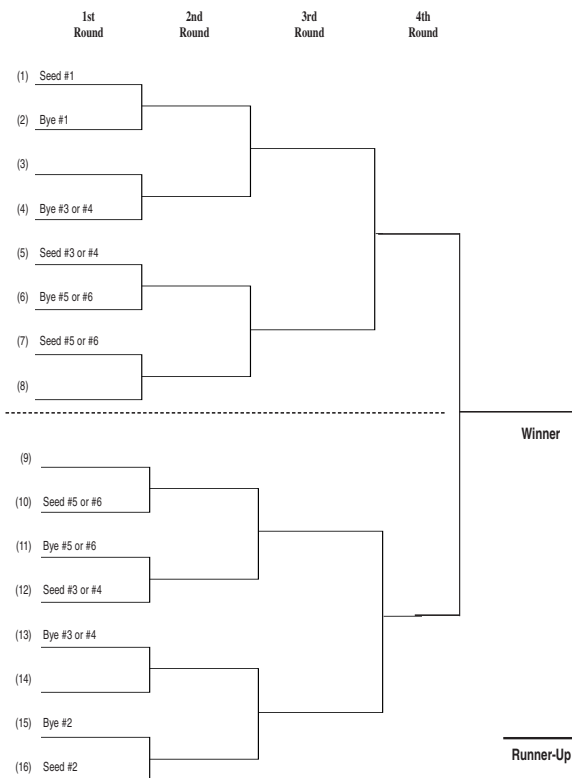 1st 2nd 3rd 4th
Round Round Round Round
(1) Seed #1
(2) Bye #1
(3)
(4) Bye #3 or #4
(5) Seed #3 or #4
(6) Bye #5 or #6
(7) Seed #5 or #6
(8)
Winner
(9)
(10) Seed #5 or #6
(11) Bye #5 or #6
(12) Seed #3 or #4
(13) Bye #3 or #4
(14)
(15) Bye #2
Runner-Up
(16) Seed #2